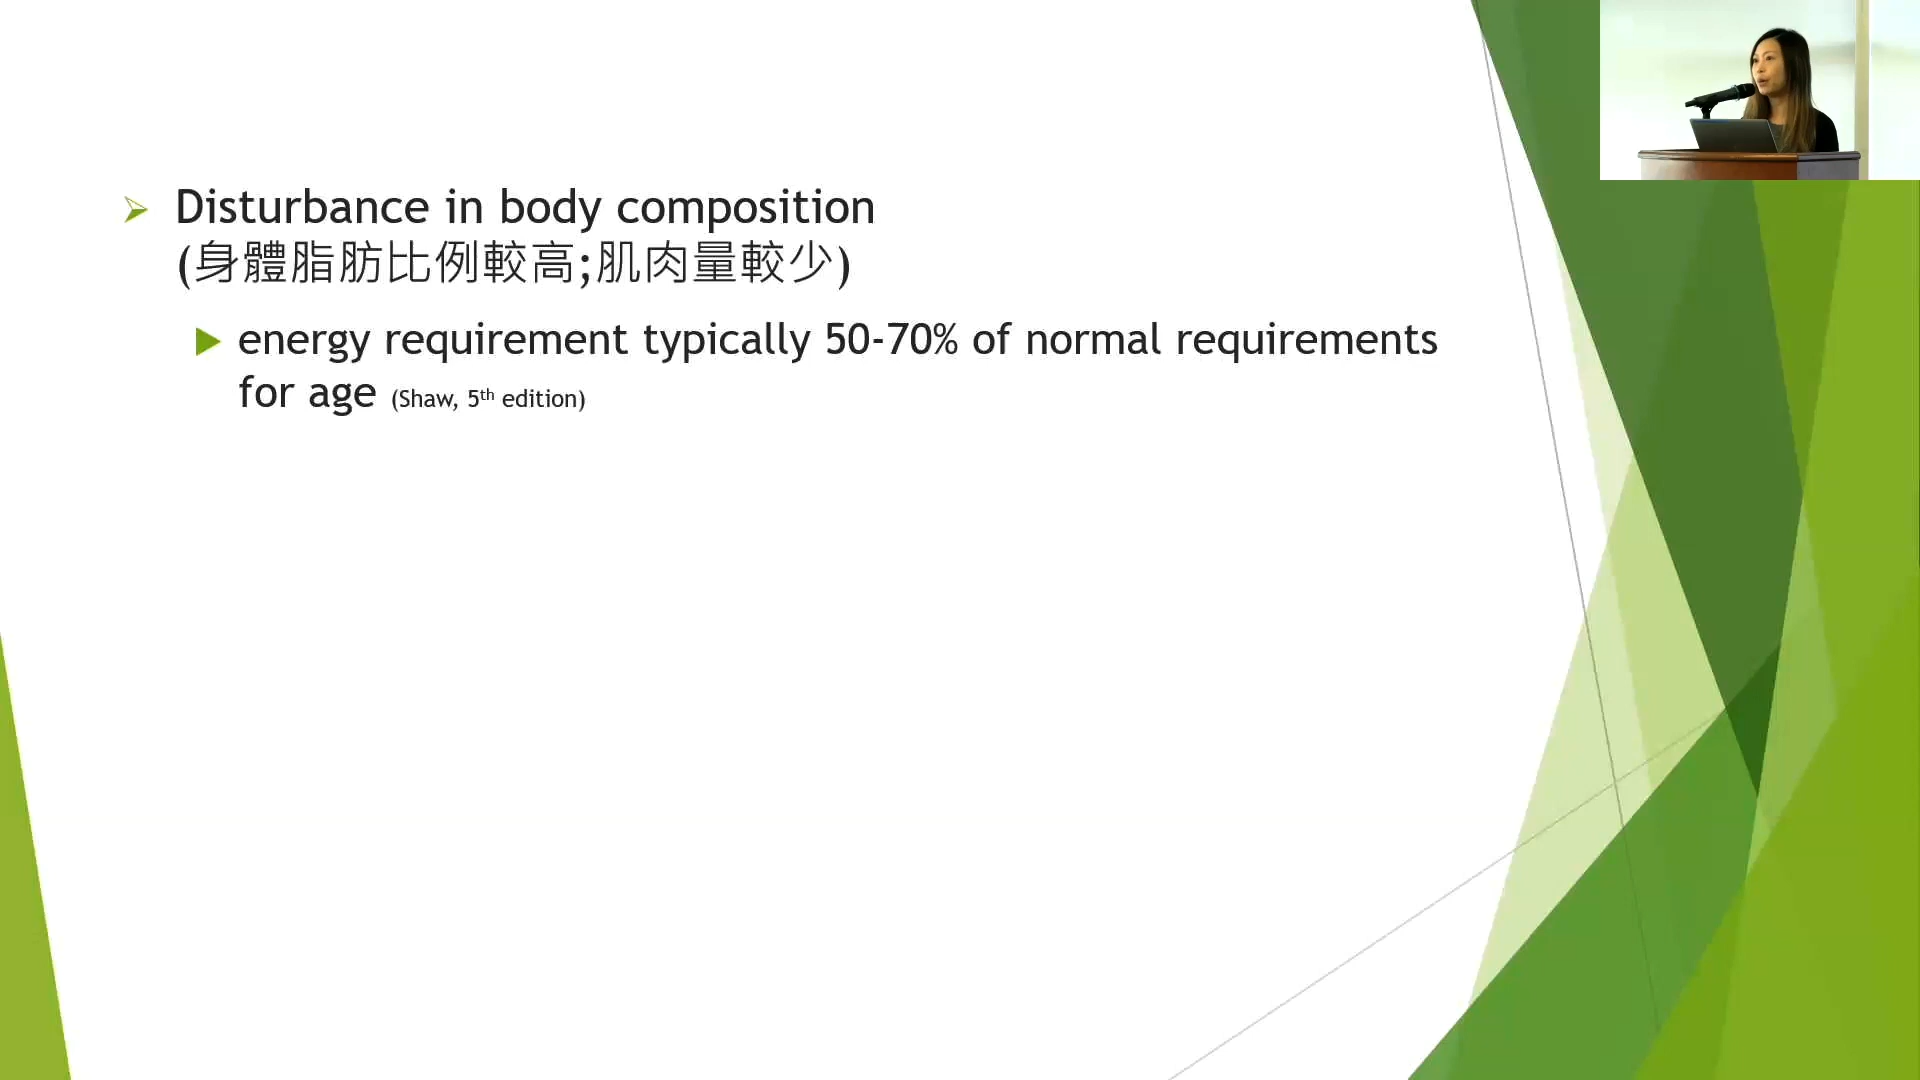 Disturbance in body composition
(身體脂肪比例較高;肌肉量較少)
energy requirement typically 50-70% of normal requirements
for age (Shaw, 5th edition)